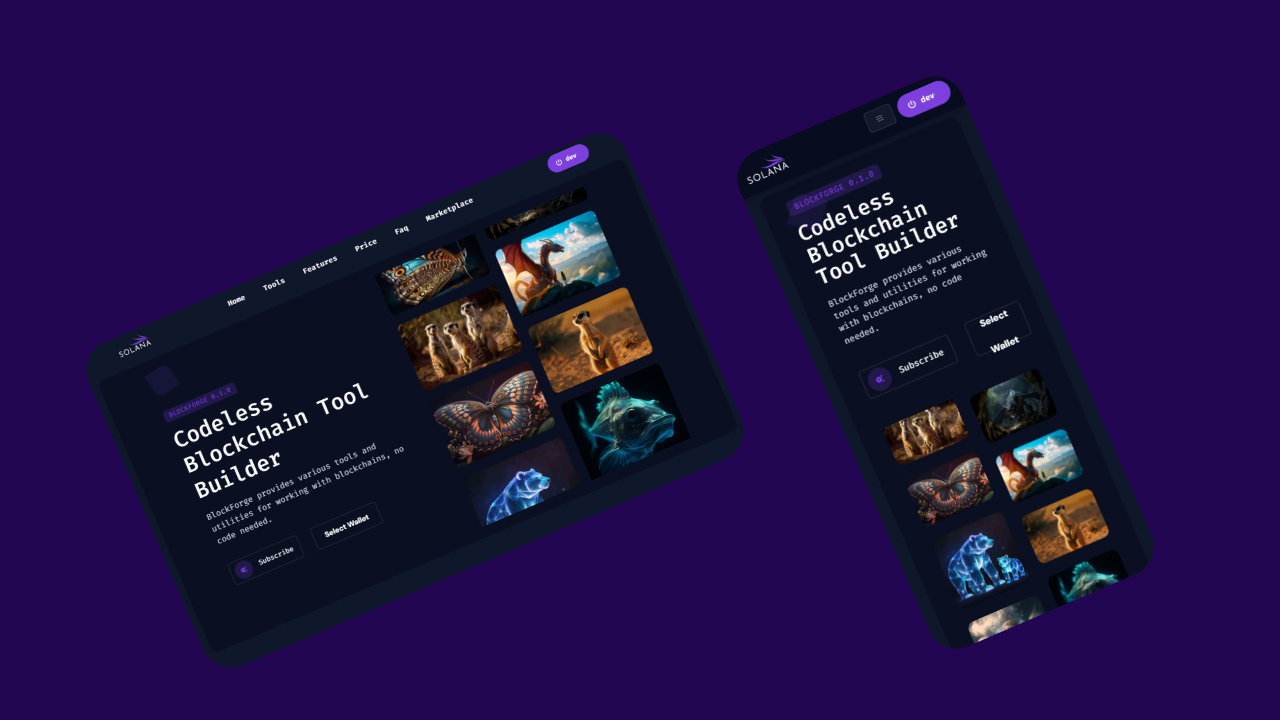 SOLANA
Home
Tools
Features
Price
Faq
Marketplace
dev
BLOCKFORGE 0.1.0
Codeless
Blockchain Tool
Builder
BlockForge provides various tools and
utilities for working with blockchains, no
code needed.
Subscribe
Select Wallet
SOLANA
dev
BLOCKFORGE 0.1.0
Codeless
Blockchain
Tool Builder
BlockForge provides various
tools and utilities for working
with blockchains, no code
needed.
Subscribe
Select
Wallet